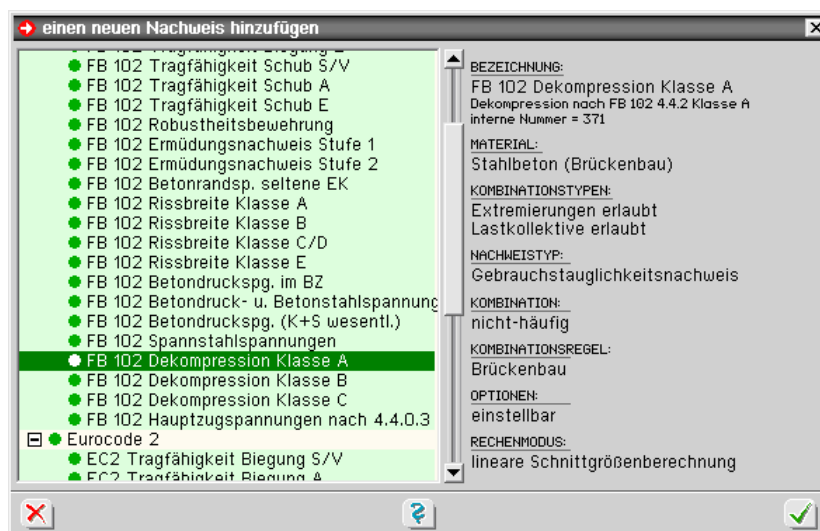 einen neuen Nachweis hinzufügen
FB 102 Tragfähigkeit Schub S/V
FB 102 Tragfähigkeit Schub A
FB 102 Tragfähigkeit Schub E
FB 102 Robustheitsbewehrung
FB 102 Ermüdungsnachweis Stufe 1
FB 102 Ermüdungsnachweis Stufe 2
FB 102 Betonrandsp. seltene EK
FB 102 Rissbreite Klasse A
FB 102 Rissbreite Klasse B
FB 102 Rissbreite Klasse C/D
FB 102 Rissbreite Klasse E
FB 102 Betondruckspg. im BZ
FB 102 Betondruck- u. Betonstahlspannung
FB 102 Betondruckspg. (K+S wesentl.)
FB 102 Spannstahlspannungen
FB 102 Dekompression Klasse A
FB 102 Dekompression Klasse B
FB 102 Dekompression Klasse C
FB 102 Hauptzugspannungen nach 4.4.0.3
Eurocode 2
EC2 Tragfähigkeit Biegung S/V
EC2 Tragfähigkeit Biegung A
BEZEICHNUNG:
FB 102 Dekompression Klasse A
Dekompression nach FB 102 4.4.2 Klasse A
interne Nummer = 371
MATERIAL:
Stahlbeton (Brückenbau)
KOMBINATIONSTYPEN:
Extremierungen erlaubt
Lastkollektive erlaubt
NACHWEISTYP:
Gebrauchstauglichkeitsnachweis
KOMBINATION:
nicht-häufig
KOMBINATIONSREGEL:
Brückenbau
OPTIONEN:
einstellbar
RECHENMODUS:
lineare Schnittgrößenberechnung